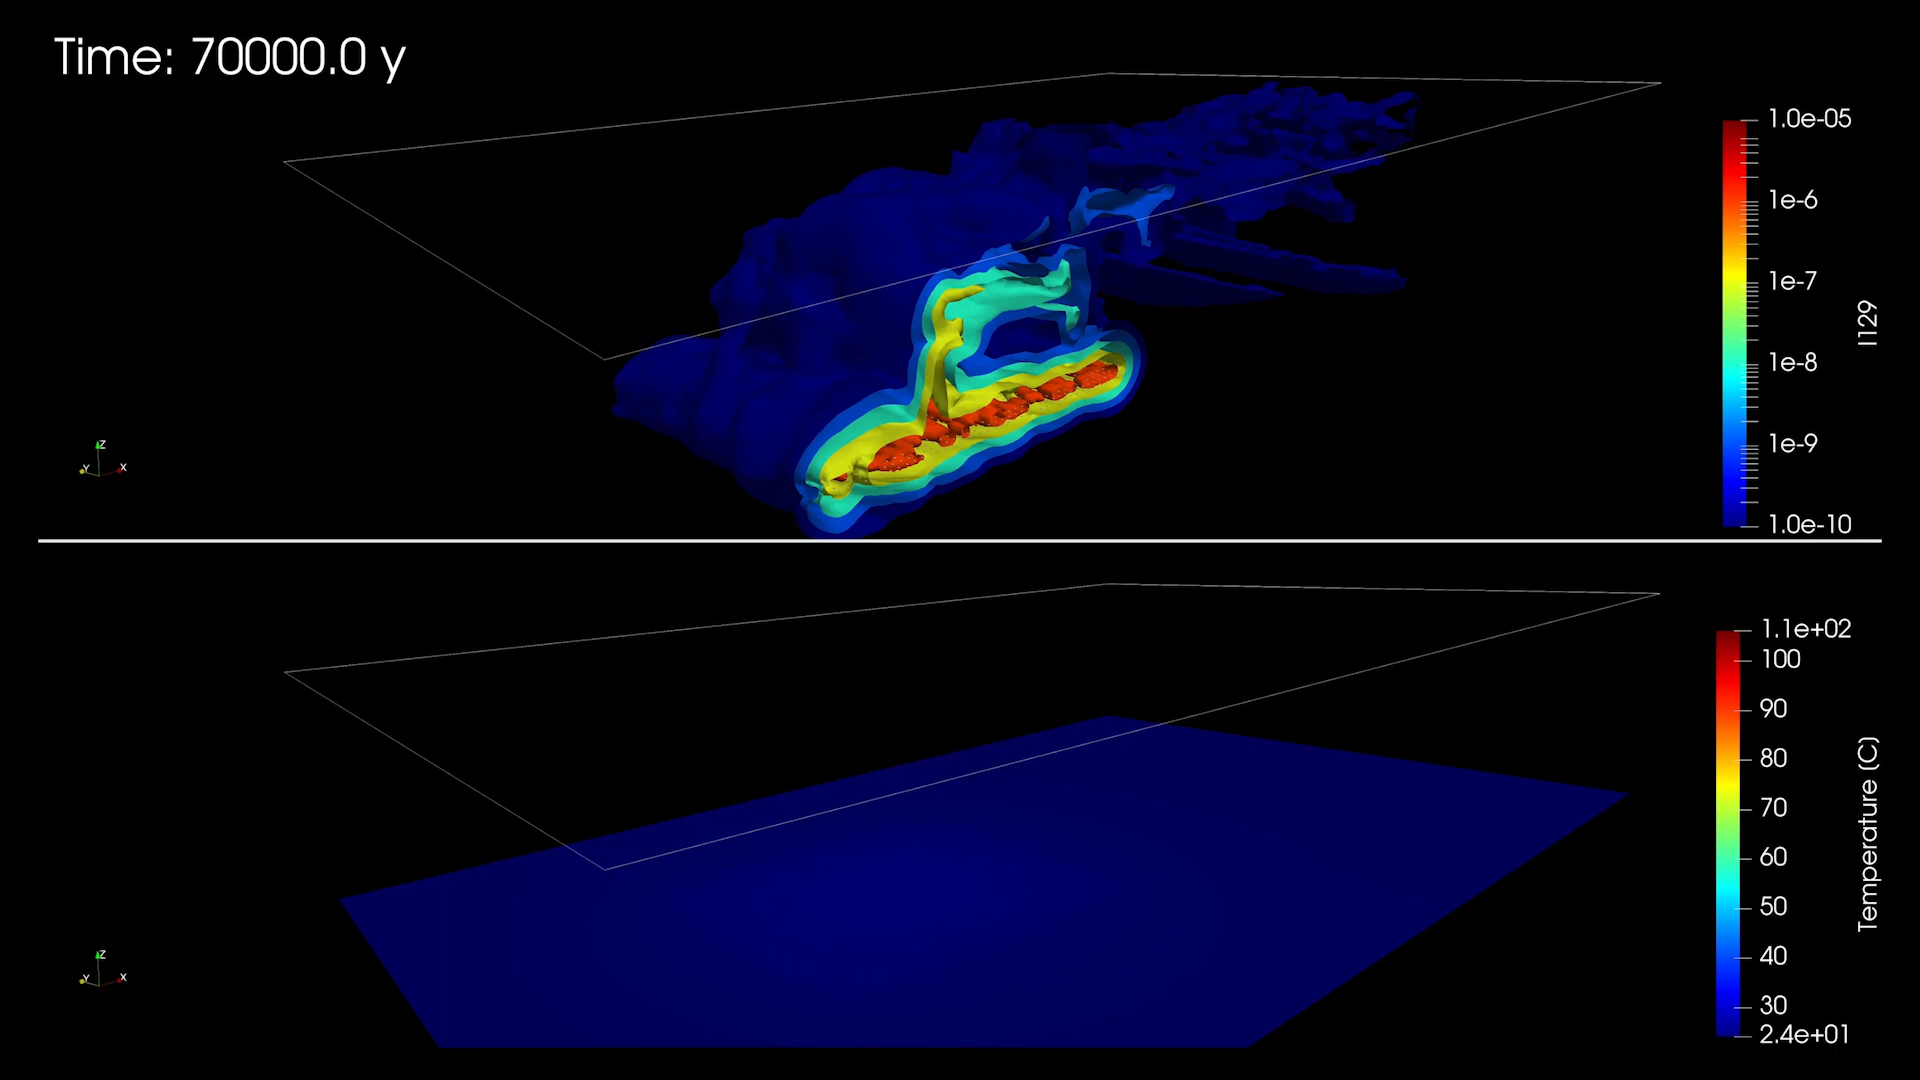 Time: 70000.0 y
1.0e-05
1e-6
1e-7
1e-8
1e-9
1.0e-10
I129
Z
Y
X
1.1e+02
100
90
80
70
60
50
40
30
2.4e+01
Temperature (C)
Z
Y
X